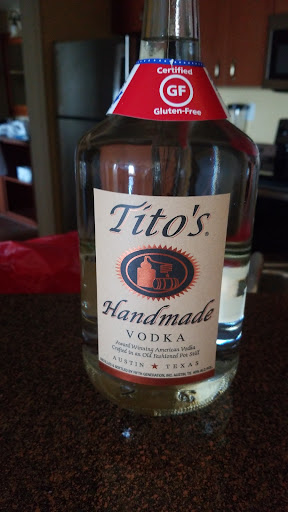 Certified
GF
Gluten-Free
Tito's®
Handmade
VODKA
Award Winning American Vodka
Crafted in an Old Fashioned Pot Still
AUSTIN ★ TEXAS